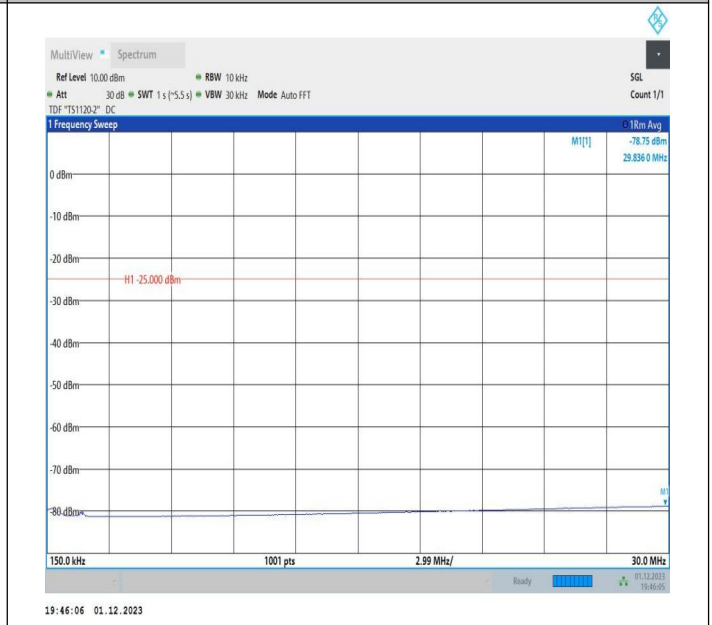 R S
MultiView Spectrum
Ref Level 10.00 dBm RBW 10 kHz SGL
Att 30 dB SWT 1 s (~5.5 s) VBW 30 kHz Mode Auto FFT Count 1/1
TDF "TS1120-2" DC
1 Frequency Sweep 1Rm Avg
M1[1] -78.75 dBm
29.836 0 MHz
0 dBm
-10 dBm
-20 dBm
H1 -25.000 dBm
-30 dBm
-40 dBm
-50 dBm
-60 dBm
-70 dBm
M1
-80 dBm
150.0 kHz 1001 pts 2.99 MHz/ 30.0 MHz
Ready 01.12.2023
19:46:05
19:46:06 01.12.2023